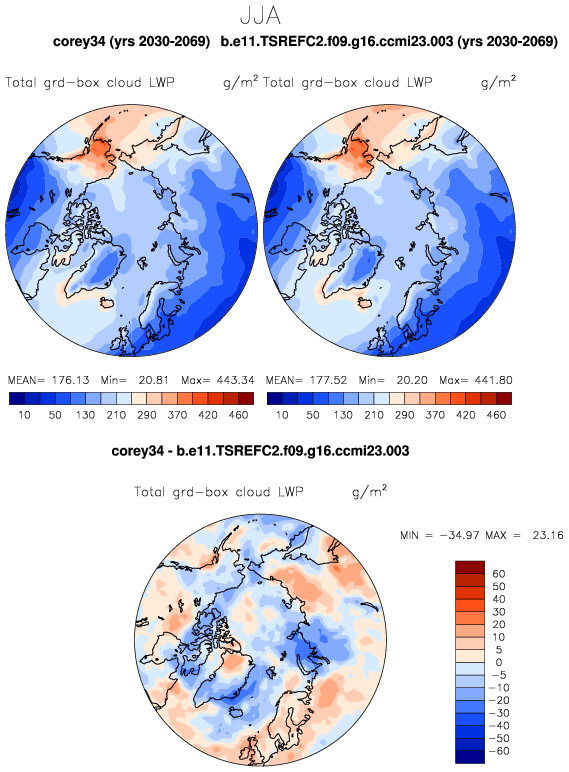 JJA
corey34 (yrs 2030-2069) b.e11.TSREFC2.f09.g16.ccmi23.003 (yrs 2030-2069)
Total grd-box cloud LWP g/m² Total grd-box cloud LWP g/m²
MEAN= 176.13 Min= 20.81 Max= 443.34 MEAN= 177.52 Min= 20.20 Max= 441.80
10 50 130 210 290 370 420 460 10 50 130 210 290 370 420 460
corey34 - b.e11.TSREFC2.f09.g16.ccmi23.003
Total grd-box cloud LWP g/m²
MIN = -34.97 MAX = 23.16
60
50
40
30
20
10
5
0
-5
-10
-20
-30
-40
-50
-60